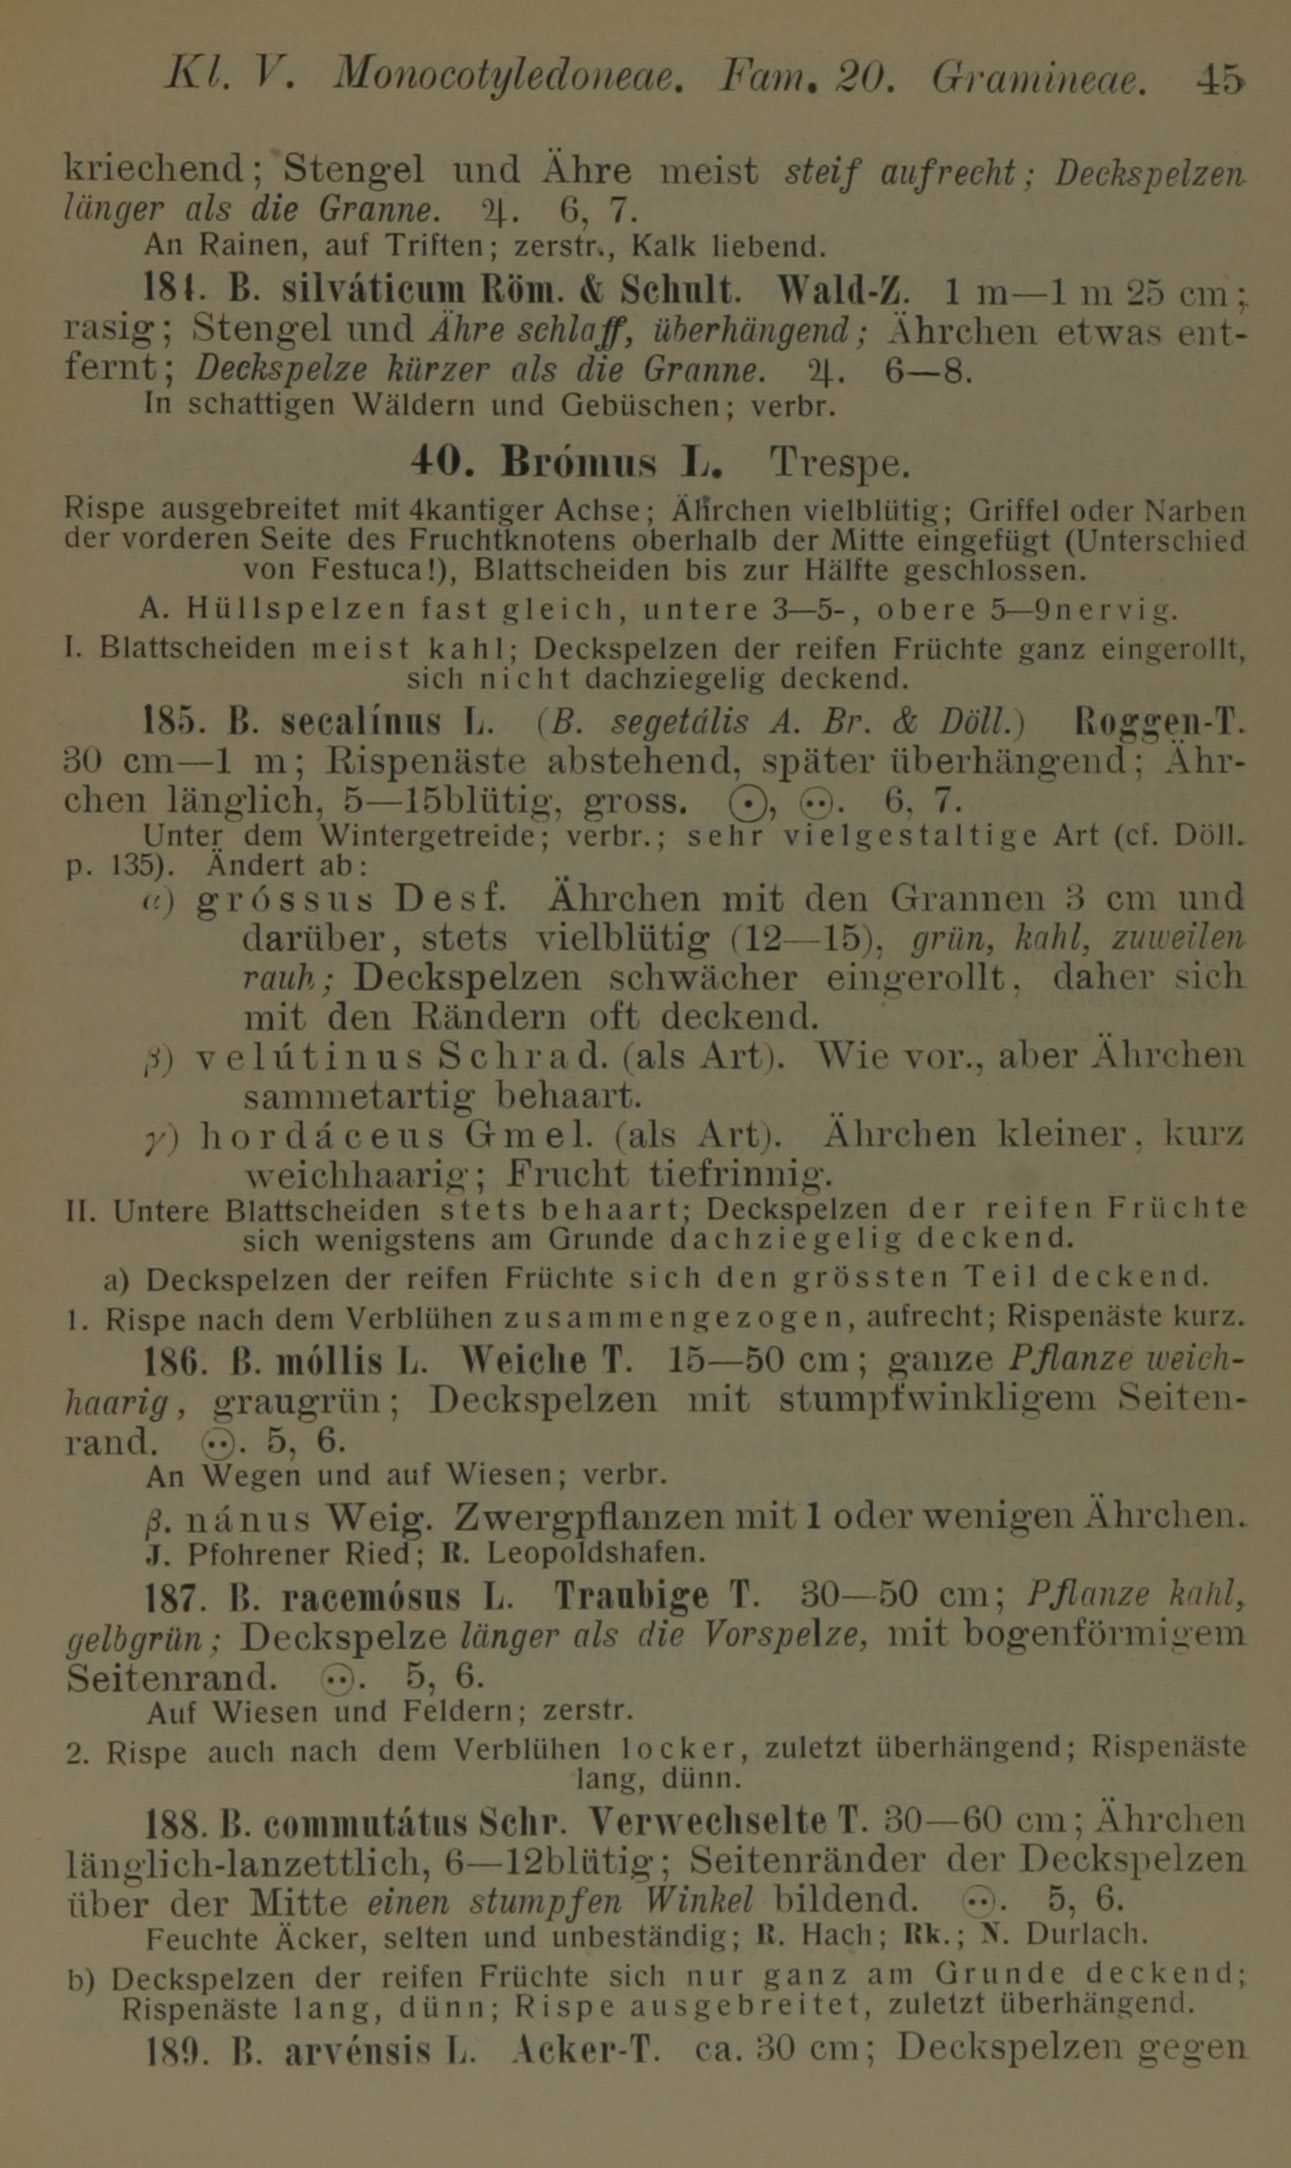 Kl. V. Monocotyledoneae. Fam. 20. Gramineae. 45
kriechend; Stengel und Ähre meist steif aufrecht; Deckspelzen
länger als die Granne. ♃. 6, 7.
An Rainen, auf Triften; zerstr., Kalk liebend.
184. B. silváticum Röm. & Schult. Wald-Z. 1 m—1 m 25 cm;
rasig; Stengel und Ähre schlaff, überhängend; Ährchen etwas ent-
fernt; Deckspelze kürzer als die Granne. ♃. 6—8.
In schattigen Wäldern und Gebüschen; verbr.
40. Brómus L. Trespe.
Rispe ausgebreitet mit 4kantiger Achse; Ährchen vielblütig; Griffel oder Narben
der vorderen Seite des Fruchtknotens oberhalb der Mitte eingefügt (Unterschied
von Festuca!), Blattscheiden bis zur Hälfte geschlossen.
A. Hüllspelzen fast gleich, untere 3—5-, obere 5—9nervig.
I. Blattscheiden meist kahl; Deckspelzen der reifen Früchte ganz eingerollt,
sich nicht dachziegelig deckend.
185. B. secalínus L. (B. segetális A. Br. & Döll.) Roggen-T.
30 cm—1 m; Rispenäste abstehend, später überhängend; Ähr-
chen länglich, 5—15blütig, gross. ⊙, ⊙. 6, 7.
Unter dem Wintergetreide; verbr.; sehr vielgestaltige Art (cf. Döll.
p. 135). Ändert ab:
α) gróssus Desf. Ährchen mit den Grannen 3 cm und
darüber, stets vielblütig (12—15), grün, kahl, zuweilen
rauh; Deckspelzen schwächer eingerollt, daher sich
mit den Rändern oft deckend.
β) velútinus Schrad. (als Art). Wie vor., aber Ährchen
sammetartig behaart.
γ) hordáceus Gmel. (als Art). Ährchen kleiner, kurz
weichhaarig; Frucht tiefrinnig.
II. Untere Blattscheiden stets behaart; Deckspelzen der reifen Früchte
sich wenigstens am Grunde dachziegelig deckend.
a) Deckspelzen der reifen Früchte sich den grössten Teil deckend.
1. Rispe nach dem Verblühen zusammengezogen, aufrecht; Rispenäste kurz.
186. B. móllis L. Weiche T. 15—50 cm; ganze Pflanze weich-
haarig, graugrün; Deckspelzen mit stumpfwinkligem Seiten-
rand. ⊙. 5, 6.
An Wegen und auf Wiesen; verbr.
β. nánus Weig. Zwergpflanzen mit 1 oder wenigen Ährchen.
J. Pfohrener Ried; R. Leopoldshafen.
187. B. racemósus L. Traubige T. 30—50 cm; Pflanze kahl,
gelbgrün; Deckspelze länger als die Vorspelze, mit bogenförmigem
Seitenrand. ⊙. 5, 6.
Auf Wiesen und Feldern; zerstr.
2. Rispe auch nach dem Verblühen locker, zuletzt überhängend; Rispenäste
lang, dünn.
188. B. commutátus Schr. Verwechselte T. 30—60 cm; Ährchen
länglich-lanzettlich, 6—12blütig; Seitenränder der Deckspelzen
über der Mitte einen stumpfen Winkel bildend. ⊙. 5, 6.
Feuchte Äcker, selten und unbeständig; R. Hach; Rk.; N. Durlach.
b) Deckspelzen der reifen Früchte sich nur ganz am Grunde deckend;
Rispenäste lang, dünn; Rispe ausgebreitet, zuletzt überhängend.
189. B. arvénsis L. Acker-T. ca. 30 cm; Deckspelzen gegen